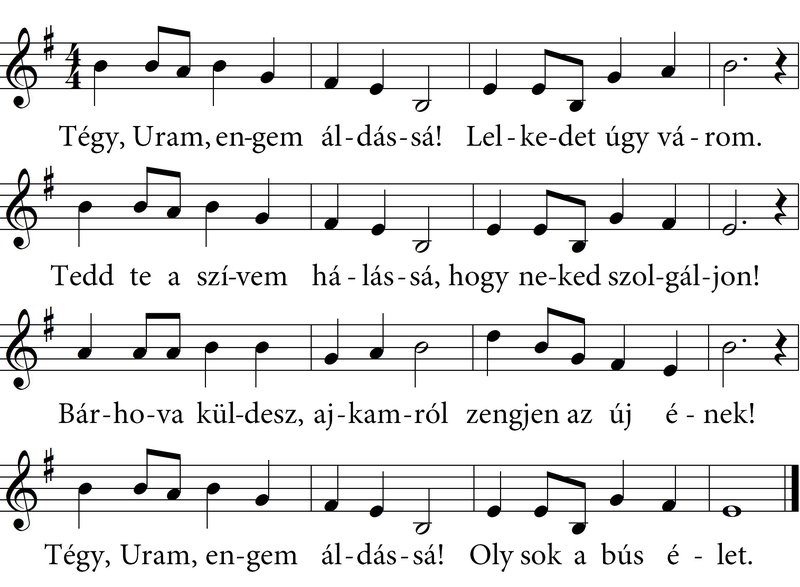 4
4
Tégy, Uram, en-gem ál-dás-sá! Lel-ke-det úgy vá-rom.
Tedd te a szí-vem há-lás-sá, hogy ne-ked szol-gál-jon!
Bár-ho-va kül-desz, aj-kam-ról zengjen az új é-nek!
Tégy, Uram, en-gem ál-dás-sá! Oly sok a bús é-let.